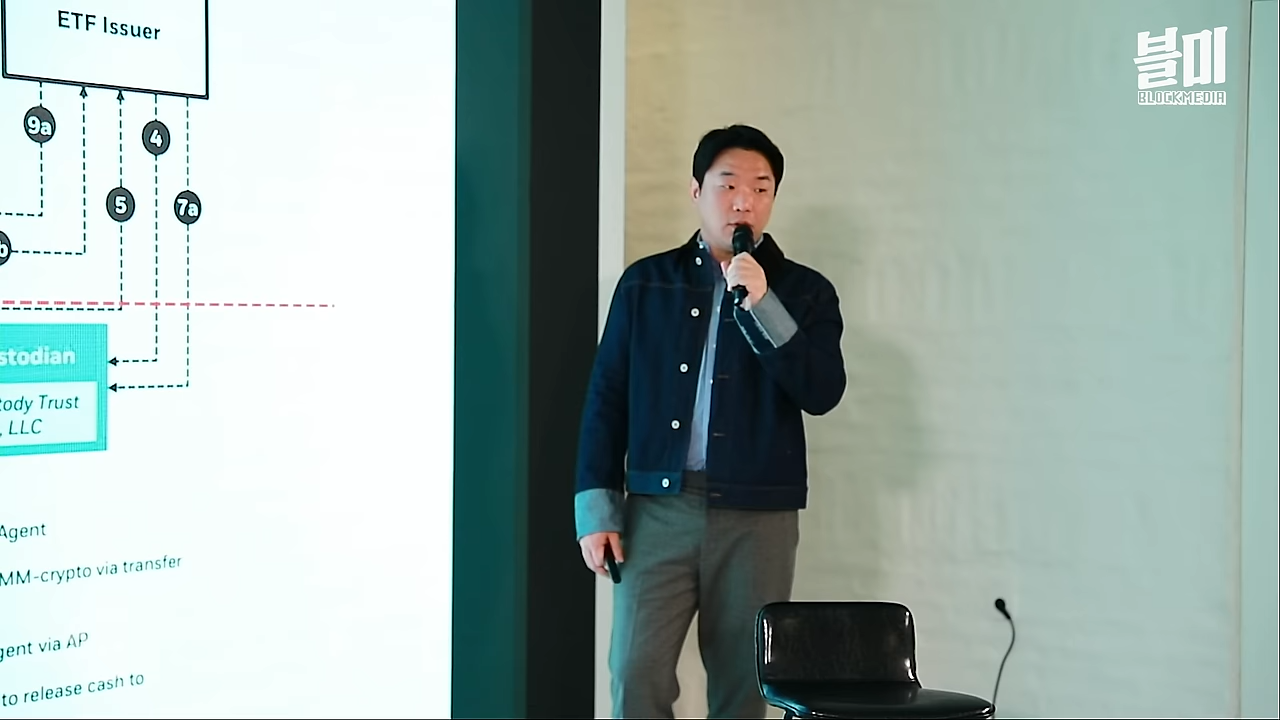 ETF Issuer
9a
4
5
7a
b
stodian
tody Trust
, LLC
Agent
MM-crypto via transfer
gent via AP
to release cash to
블미
BLOCKMEDIA